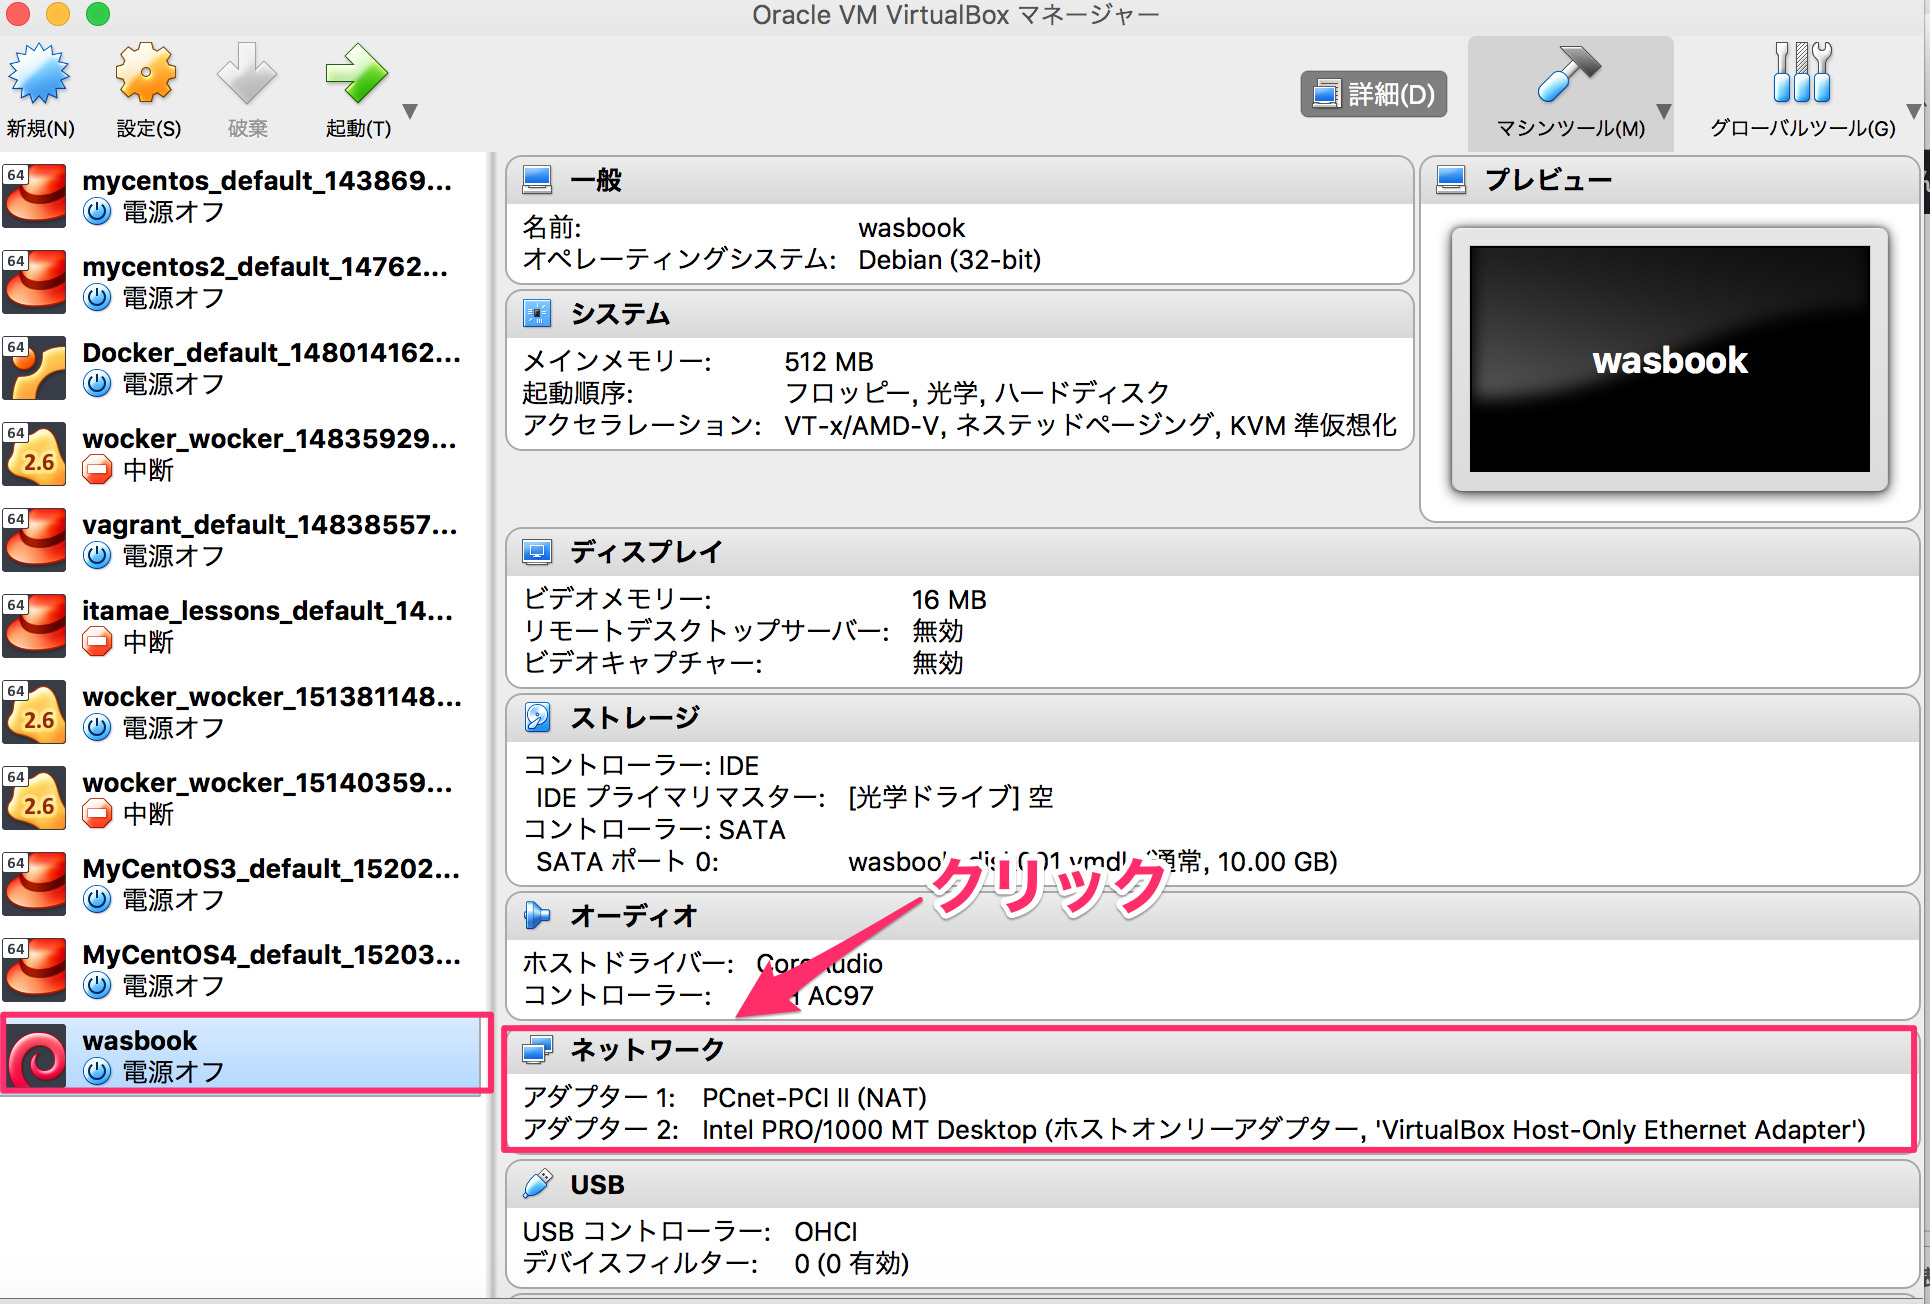 Oracle VM VirtualBox マネージャー
新規(N)
設定(S)
破棄
起動(T)
詳細(D)
マシンツール(M)
グローバルツール(G)
64
mycentos_default_143869...
電源オフ
64
mycentos2_default_14762...
電源オフ
64
Docker_default_148014162...
電源オフ
64
2.6
wocker_wocker_14835929...
中断
64
vagrant_default_14838557...
電源オフ
64
itamae_lessons_default_14...
中断
64
2.6
wocker_wocker_151381148...
電源オフ
64
2.6
wocker_wocker_15140359...
中断
64
MyCentOS3_default_15202...
電源オフ
64
MyCentOS4_default_15203...
電源オフ
wasbook
電源オフ
一般
名前: wasbook
オペレーティングシステム: Debian (32-bit)
システム
メインメモリー: 512 MB
起動順序: フロッピー, 光学, ハードディスク
アクセラレーション: VT-x/AMD-V, ネステッドページング, KVM 準仮想化
プレビュー
wasbook
ディスプレイ
ビデオメモリー: 16 MB
リモートデスクトップサーバー: 無効
ビデオキャプチャー: 無効
ストレージ
コントローラー: IDE
IDE プライマリマスター: [光学ドライブ] 空
コントローラー: SATA
SATA ポート 0: (通常, 10.00 GB)
クリック
オーディオ
ホストドライバー: CoreAudio
コントローラー: AC97
ネットワーク
アダプター 1: PCnet-PCI II (NAT)
アダプター 2: Intel PRO/1000 MT Desktop (ホストオンリーアダプター, 'VirtualBox Host-Only Ethernet Adapter')
USB
USB コントローラー: OHCI
デバイスフィルター: 0 (0 有効)